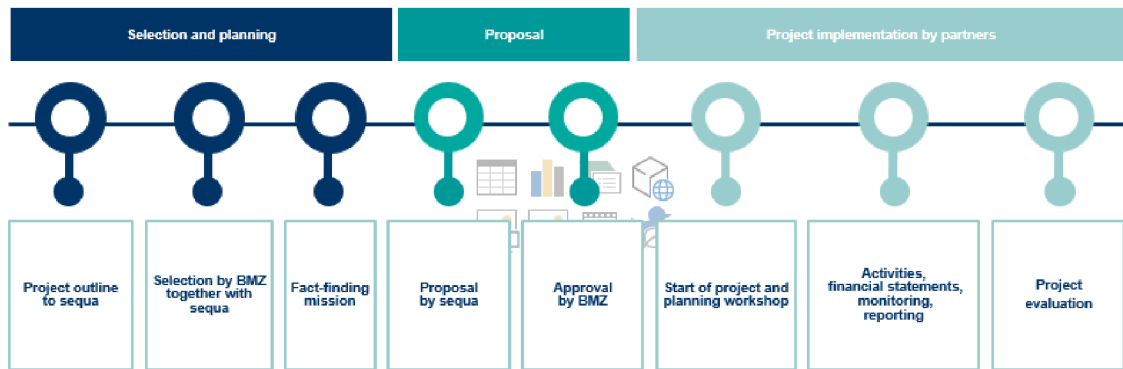 Selection and planning
Proposal
Project implementation by partners
Project outline
to sequa
Selection by BMZ
together with
sequa
Fact-finding
mission
Proposal
by sequa
Approval
by BMZ
Start of project and
planning workshop
Activities,
financial statements,
monitoring,
reporting
Project
evaluation